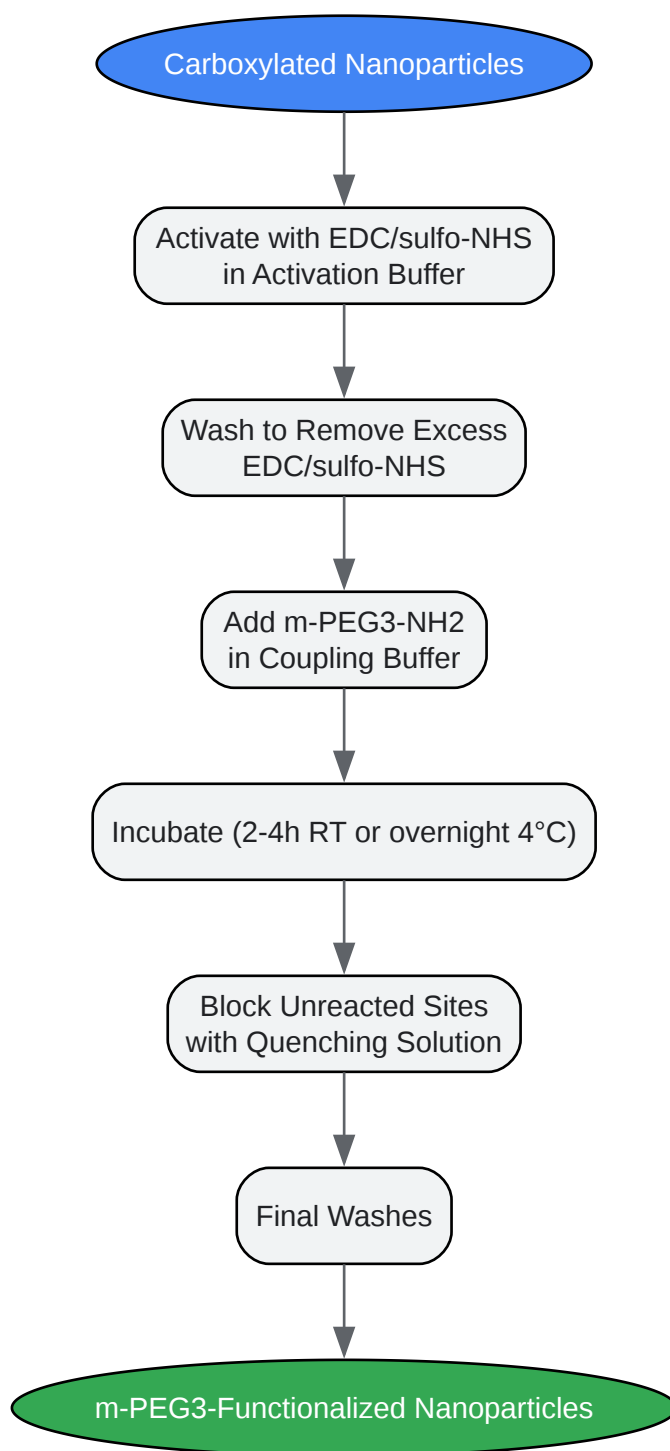 Carboxylated Nanoparticles
Activate with EDC/sulfo-NHS
in Activation Buffer
Wash to Remove Excess
EDC/sulfo-NHS
Add m-PEG3-NH2
in Coupling Buffer
Incubate (2-4h RT or overnight 4°C)
Block Unreacted Sites
with Quenching Solution
Final Washes
m-PEG3-Functionalized Nanoparticles